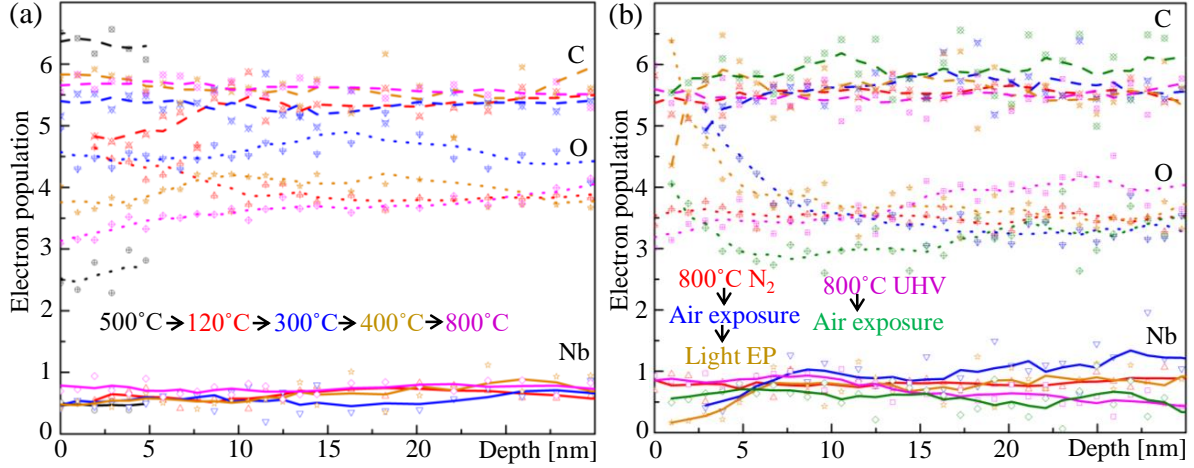 (a)
Electron population
6
5
4
3
2
1
0
C
O
500˚C→120˚C→300˚C→400˚C→800˚C
Nb
0 5 10 15 20 Depth [nm]
(b)
Electron population
6
5
4
3
2
1
0
C
O
800˚C N₂ 800˚C UHV
Air exposure Air exposure
Light EP
Nb
0 5 10 15 20 Depth [nm]